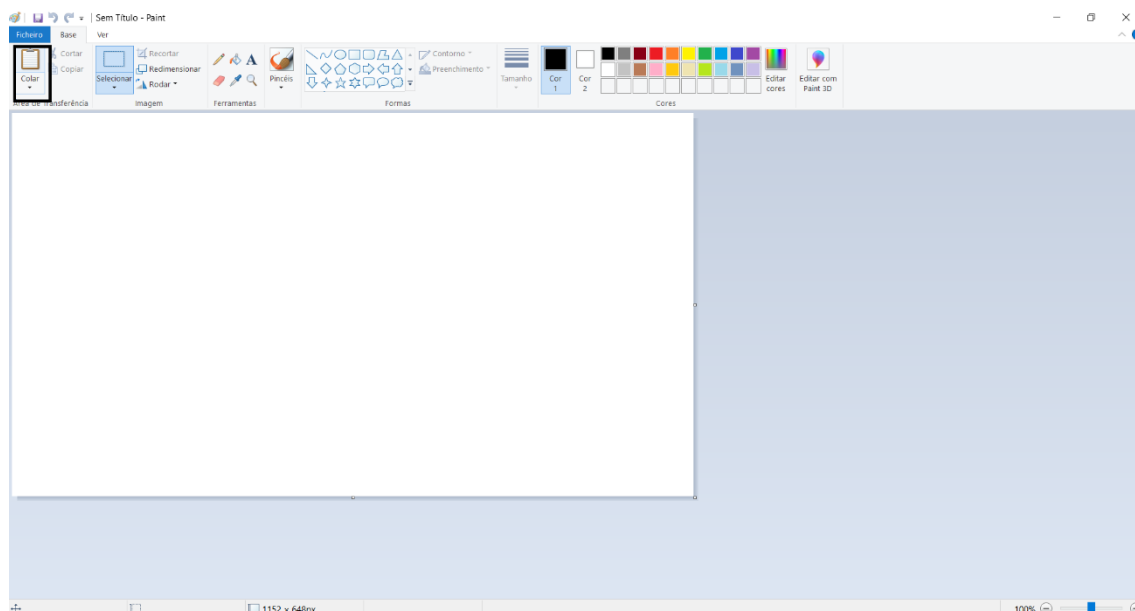 Sem Título - Paint
Ficheiro Base Ver
Colar
Cortar
Copiar
Área de Transferência
Selecionar
Recortar
Redimensionar
Rodar
Imagem
A
Ferramentas
Pincéis
Contorno
Preenchimento
Formas
Tamanho
Cor
1
Cor
2
Editar
cores
Cores
Editar com
Paint 3D
1152 × 648px
100%